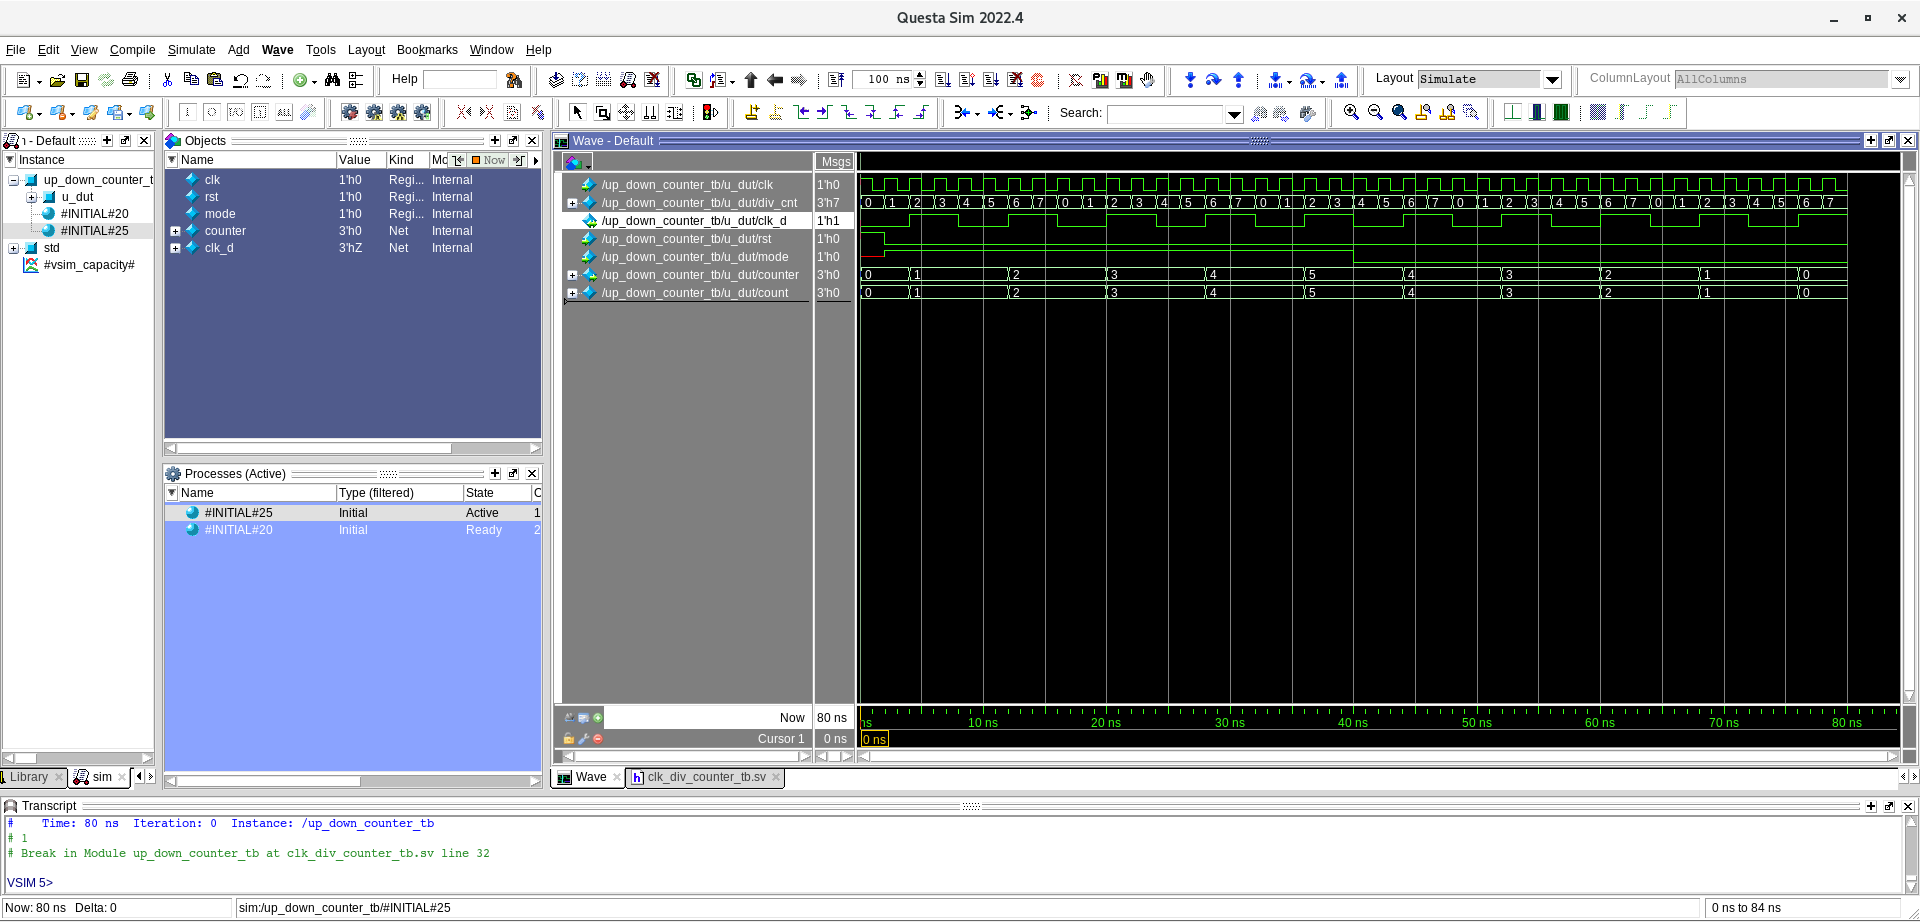 Questa Sim 2022.4
File Edit View Compile Simulate Add Wave Tools Layout Bookmarks Window Help
Help 100 ns Layout Simulate ColumnLayout AllColumns
Search:
- Default
Instance
up_down_counter_t
u_dut
#INITIAL#20
#INITIAL#25
std
#vsim_capacity#
Library sim
Objects
Name Value Kind Mc Now
clk 1'h0 Regi... Internal
rst 1'h0 Regi... Internal
mode 1'h0 Regi... Internal
counter 3'h0 Net Internal
clk_d 3'hZ Net Internal
Processes (Active)
Name Type (filtered) State C
#INITIAL#25 Initial Active 1
#INITIAL#20 Initial Ready 2
Wave - Default
Msgs
/up_down_counter_tb/u_dut/clk 1'h0
/up_down_counter_tb/u_dut/div_cnt 3'h7 0 1 2 3 4 5 6 7 0 1 2 3 4 5 6 7 0 1 2 3 4 5 6 7 0 1 2 3 4 5 6 7 0 1 2 3 4 5 6 7
/up_down_counter_tb/u_dut/clk_d 1'h1
/up_down_counter_tb/u_dut/rst 1'h0
/up_down_counter_tb/u_dut/mode 1'h0
/up_down_counter_tb/u_dut/counter 3'h0 0 1 2 3 4 5 4 3 2 1 0
/up_down_counter_tb/u_dut/count 3'h0 0 1 2 3 4 5 4 3 2 1 0
Now 80 ns ns 10 ns 20 ns 30 ns 40 ns 50 ns 60 ns 70 ns 80 ns
Cursor 1 0 ns 0 ns
Wave clk_div_counter_tb.sv
Transcript
# Time: 80 ns Iteration: 0 Instance: /up_down_counter_tb
# 1
# Break in Module up_down_counter_tb at clk_div_counter_tb.sv line 32
VSIM 5>
Now: 80 ns Delta: 0 sim:/up_down_counter_tb/#INITIAL#25 0 ns to 84 ns